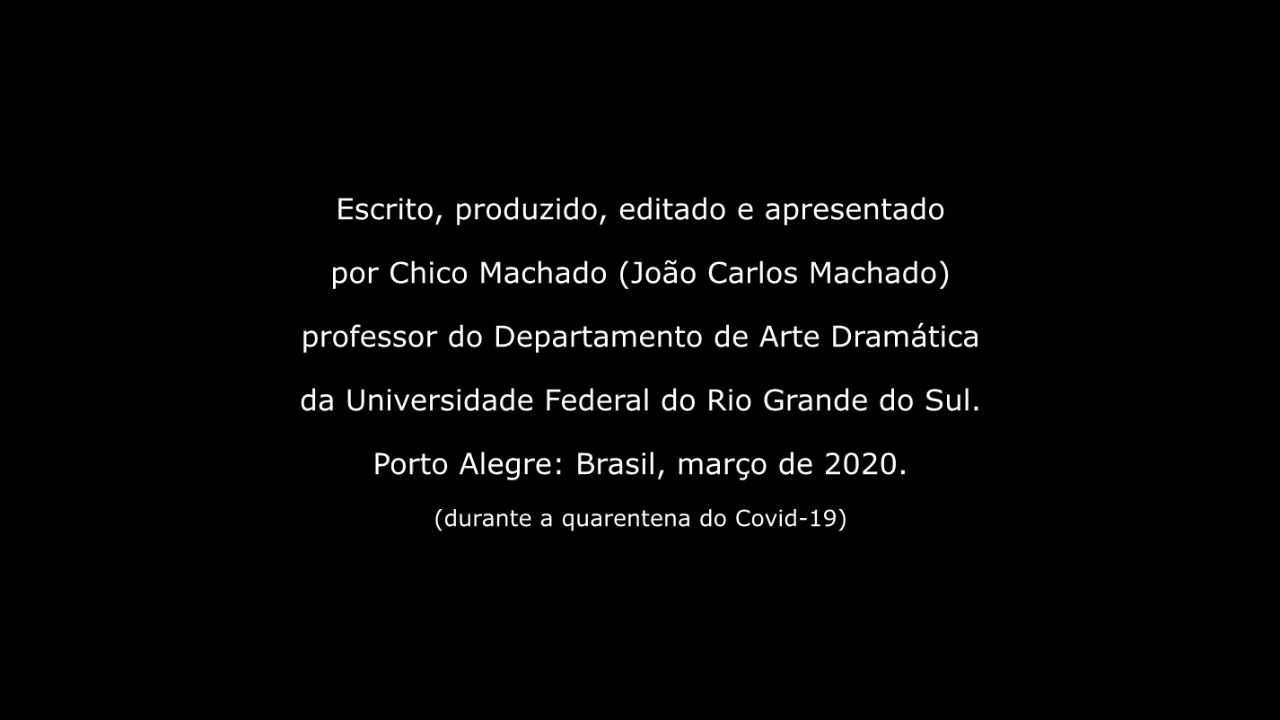 Escrito, produzido, editado e apresentado
por Chico Machado (João Carlos Machado)
professor do Departamento de Arte Dramática
da Universidade Federal do Rio Grande do Sul.
Porto Alegre: Brasil, março de 2020.
(durante a quarentena do Covid-19)